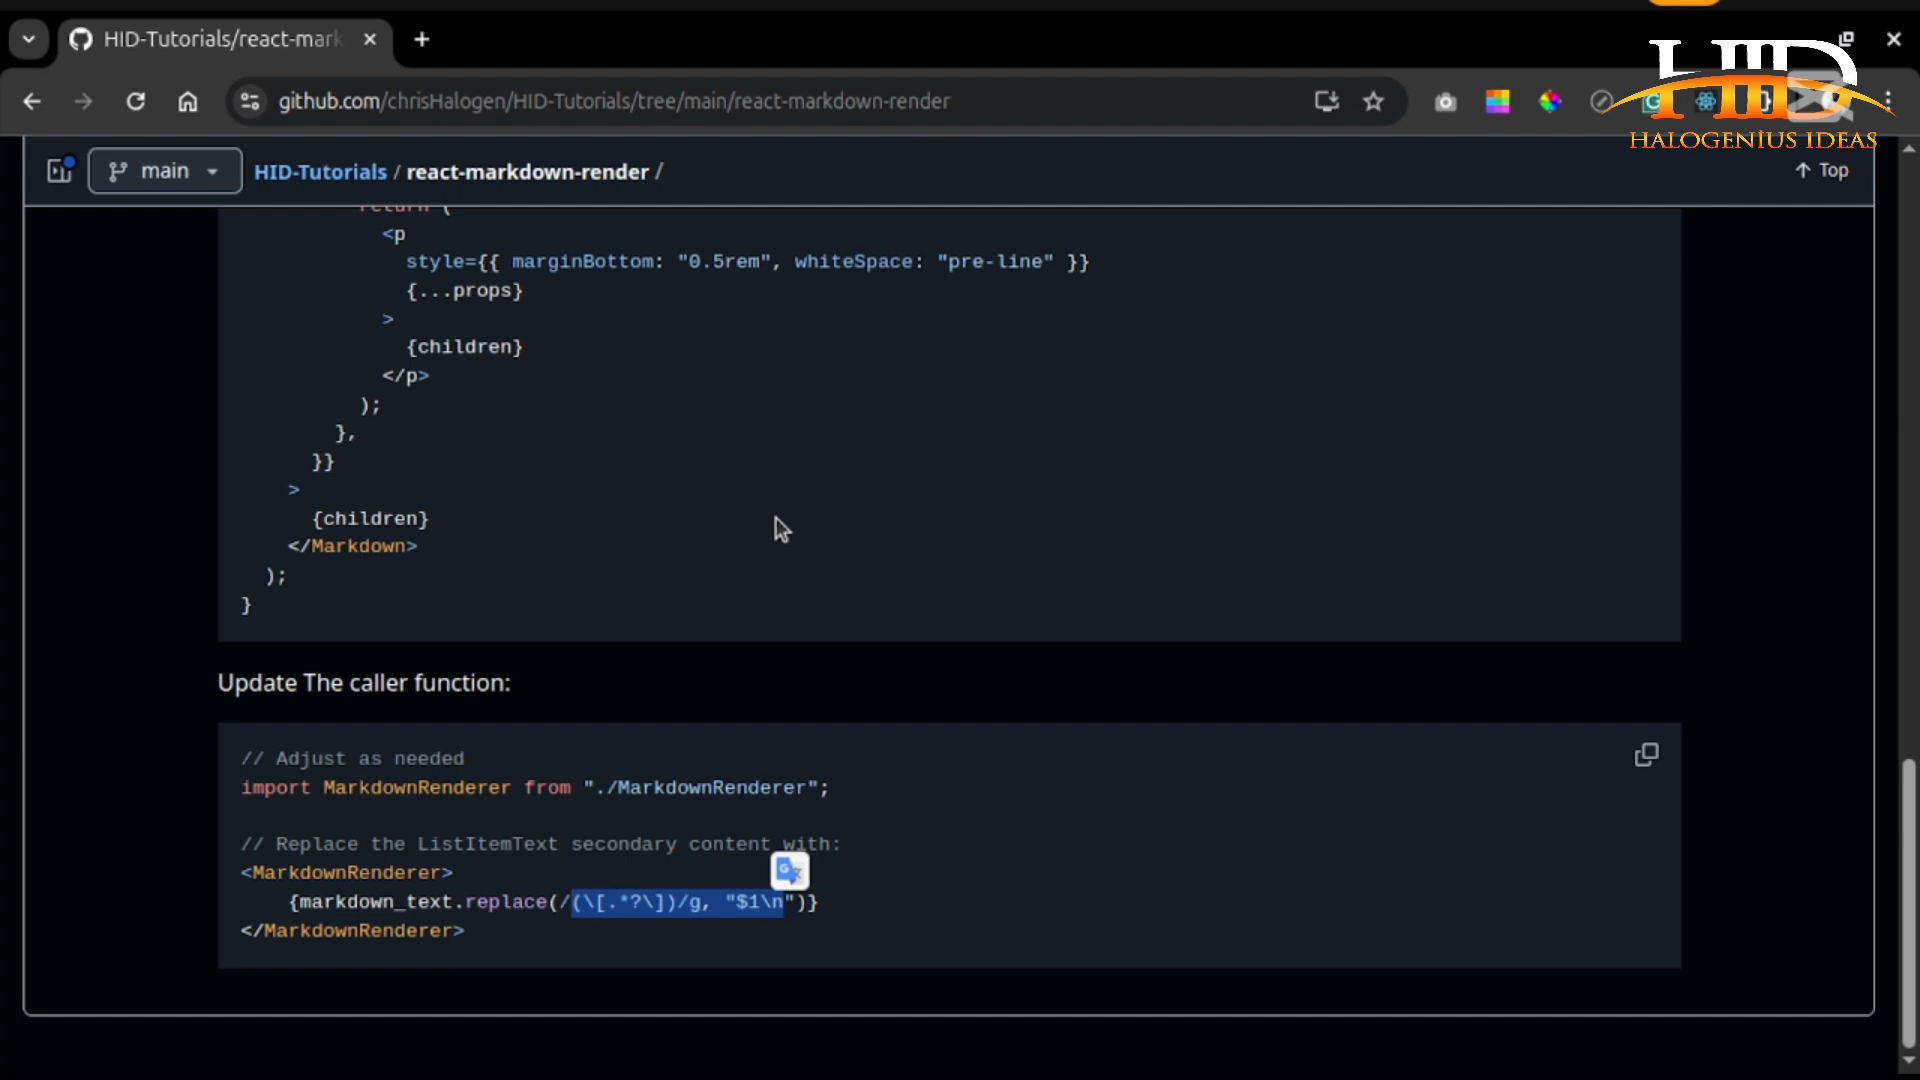 HID-Tutorials/react-mark
github.com/chrisHalogen/HID-Tutorials/tree/main/react-markdown-render
HID
HALOGENIUS IDEAS
main
HID-Tutorials / react-markdown-render /
Top
return (
<p
style={{ marginBottom: "0.5rem", whiteSpace: "pre-line" }}
{...props}
>
{children}
</p>
);
},
}}
>
{children}
</Markdown>
);
}
Update The caller function:
// Adjust as needed
import MarkdownRenderer from "./MarkdownRenderer";
// Replace the ListItemText secondary content with:
<MarkdownRenderer>
{markdown_text.replace(/(\[.*?\])/g, "$1\n")}
</MarkdownRenderer>